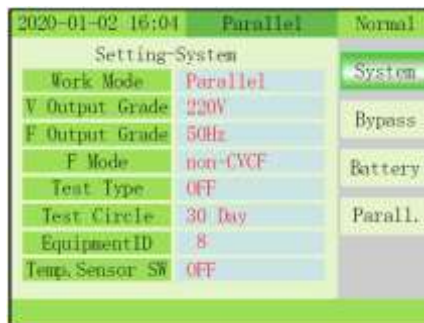 2020-01-02 16:04 Parallel Normal
Setting-System
Work Mode Parallel
V Output Grade 220V
F Output Grade 50Hz
F Mode non-CVCF
Test Type OFF
Test Circle 30 Day
EquipmentID 8
Temp.Sensor SW OFF
System
Bypass
Battery
Parall.